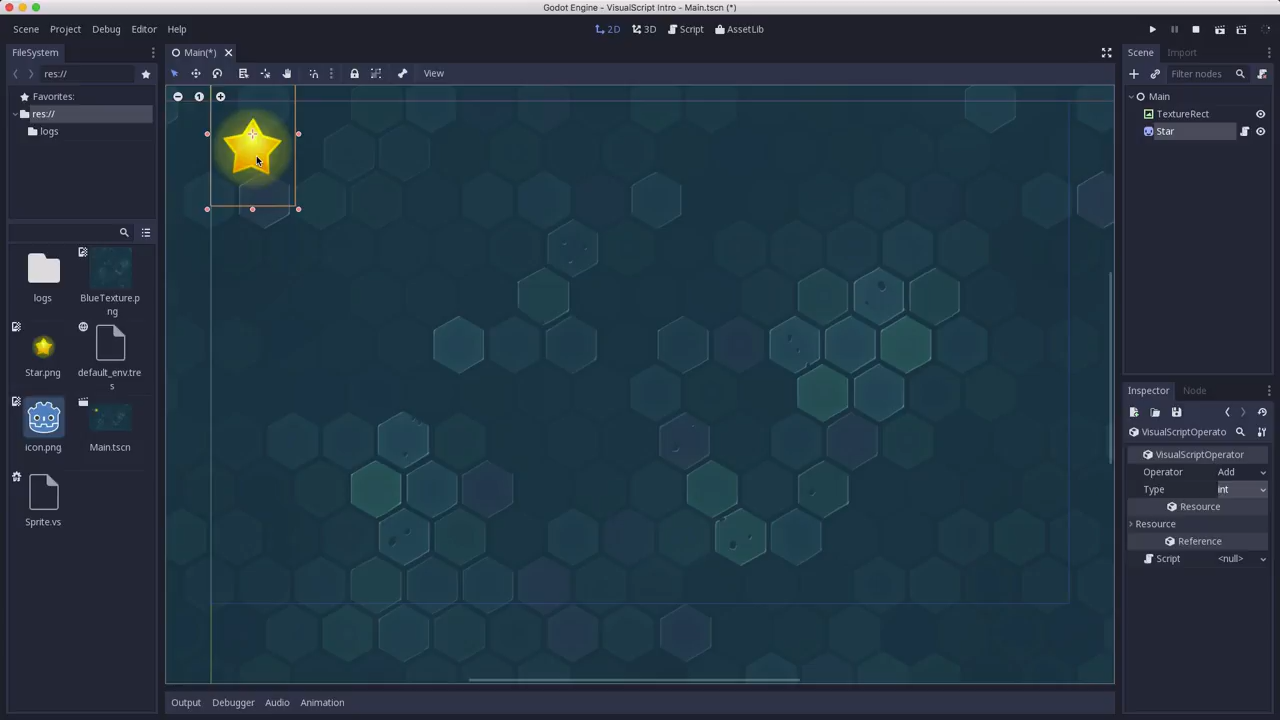 Godot Engine - VisualScript Intro - Main.tscn (*)
Scene Project Debug Editor Help
2D 3D Script AssetLib
FileSystem
res://
Favorites:
res://
logs
logs
BlueTexture.p
ng
Star.png
default_env.tre
s
icon.png
Main.tscn
Sprite.vs
Main(*)
View
1
Output Debugger Audio Animation
Scene Import
Filter nodes
Main
TextureRect
Star
Inspector Node
VisualScriptOperato
VisualScriptOperator
Operator Add
Type int
Resource
Resource
Reference
Script <null>